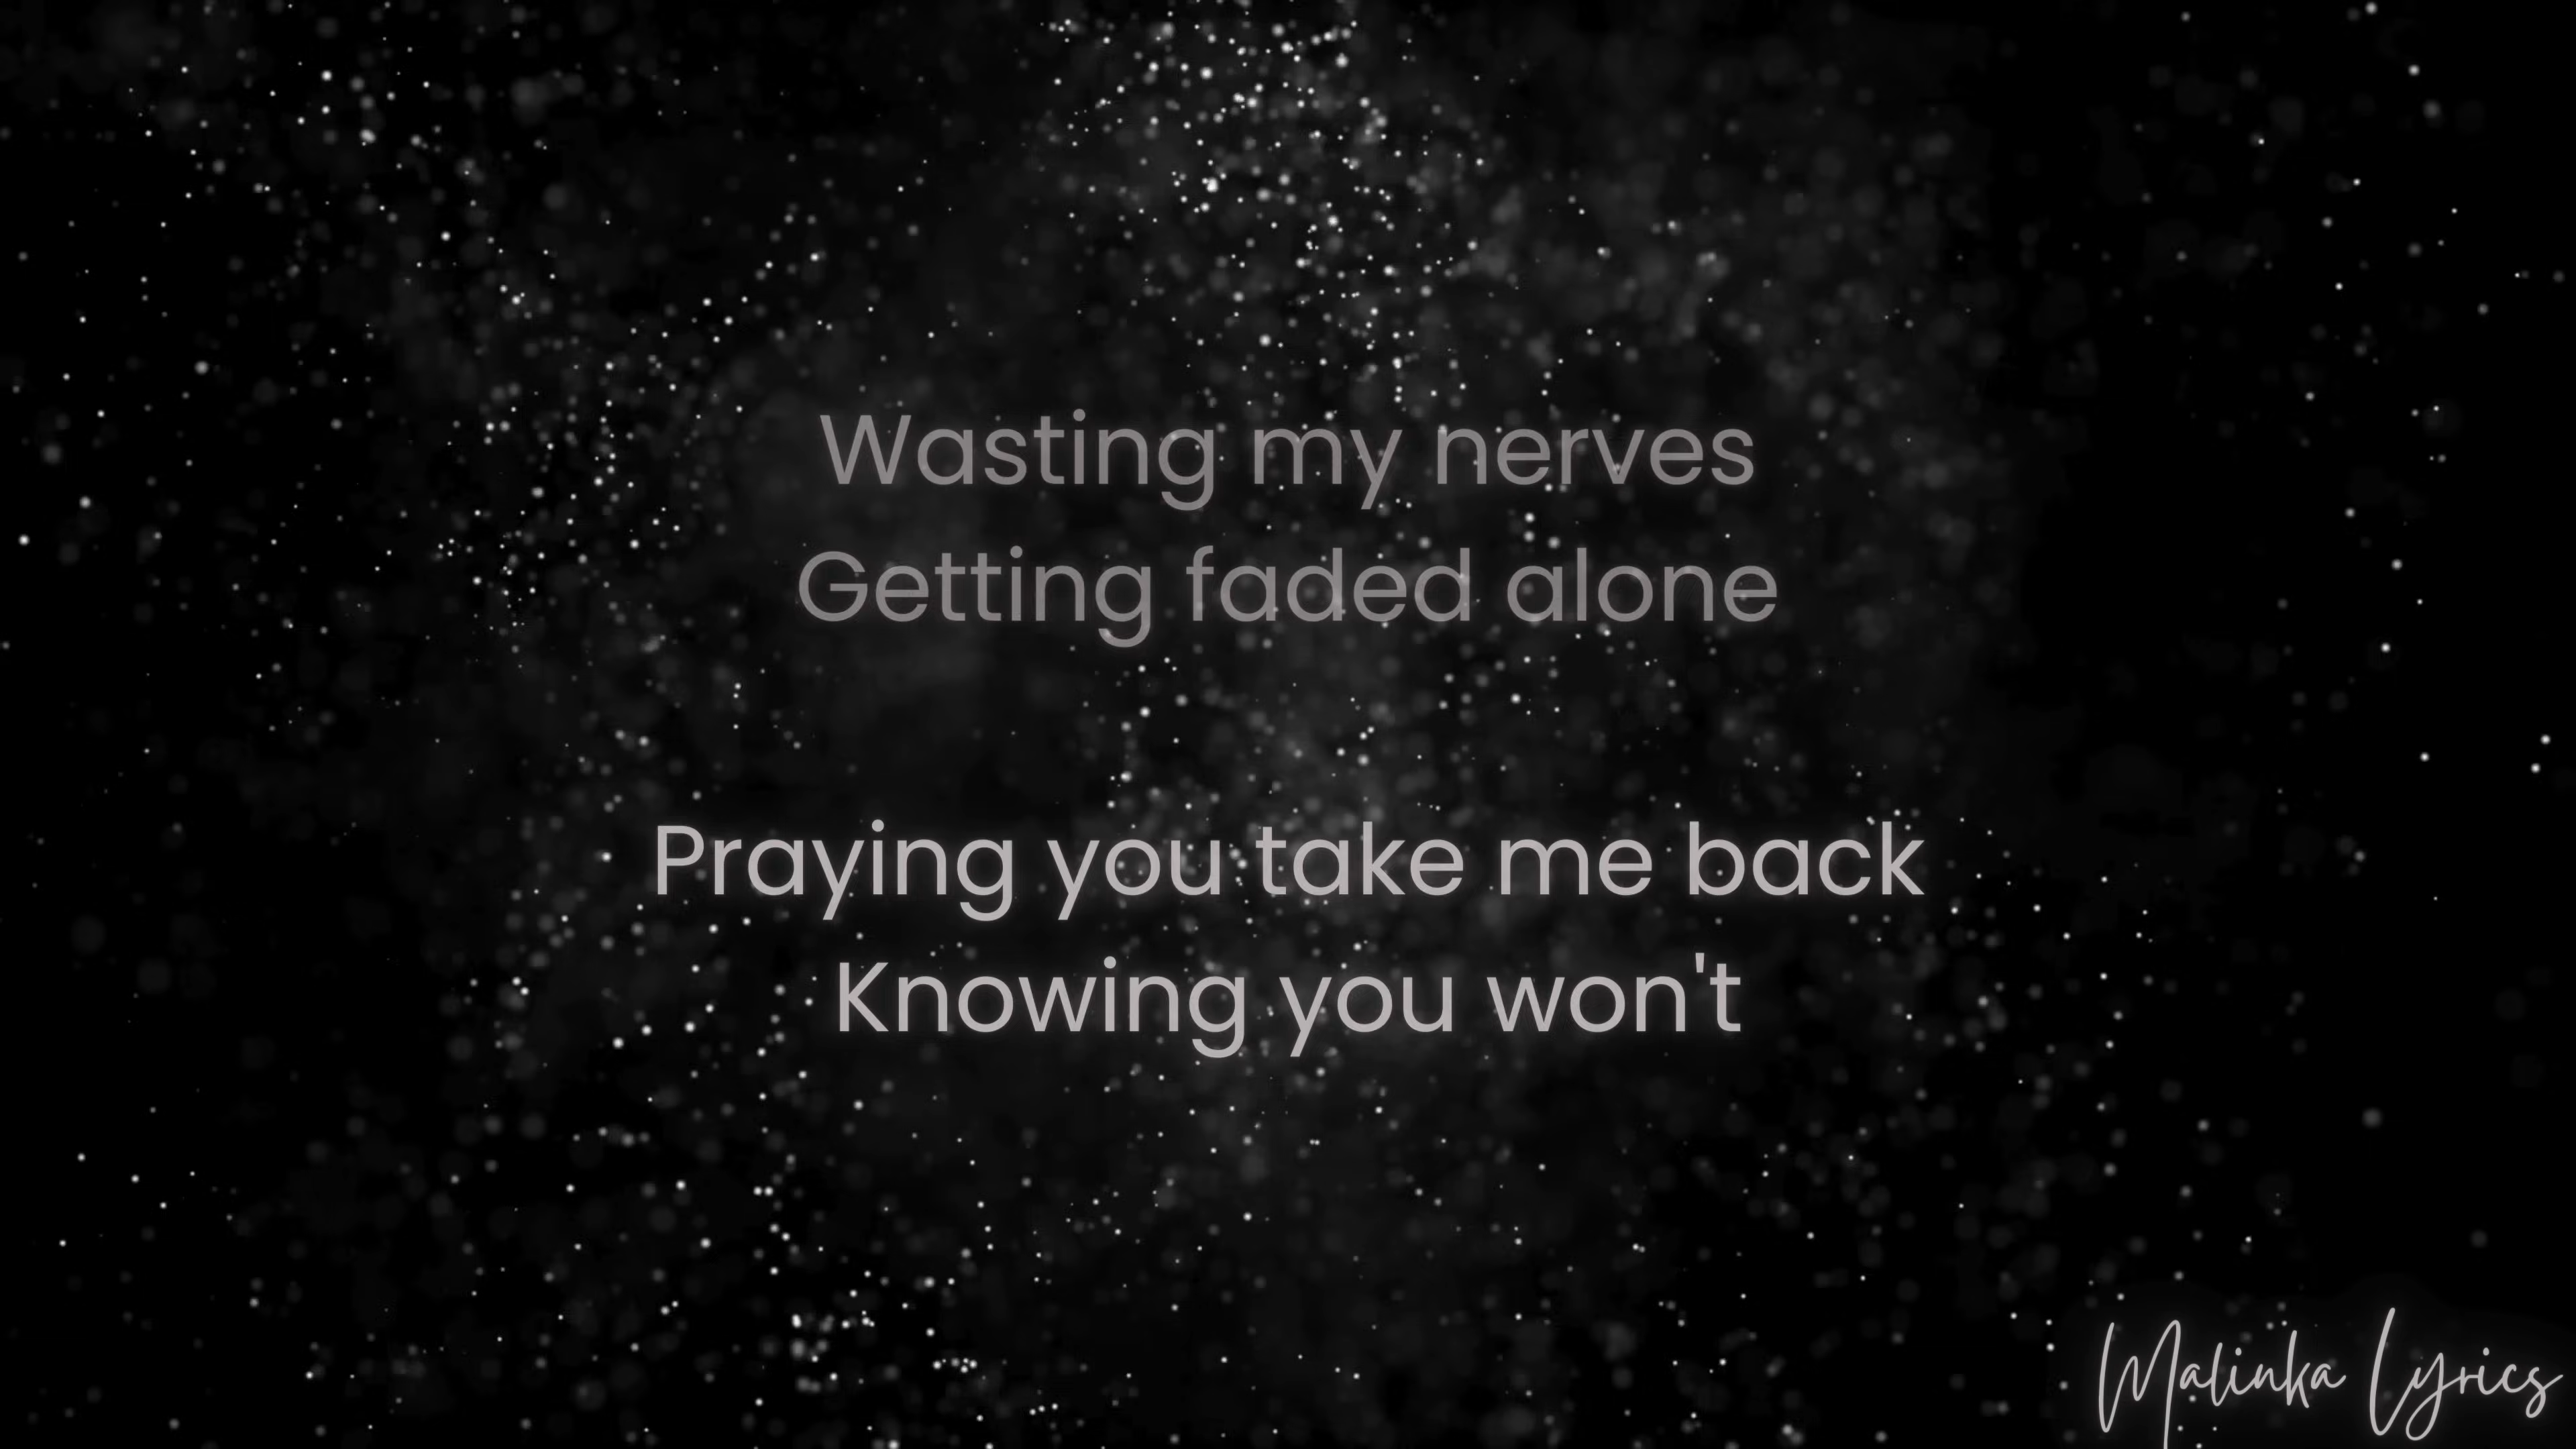 Wasting my nerves
Getting faded alone
Praying you take me back
Knowing you won't
Malinka Lyrics